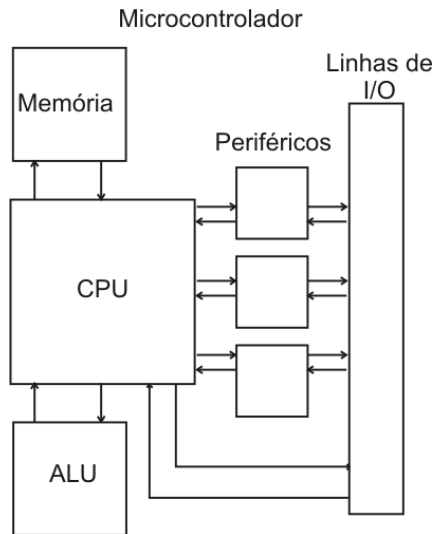 Microcontrolador
Linhas de
I/O
Memória
Periféricos
CPU
ALU